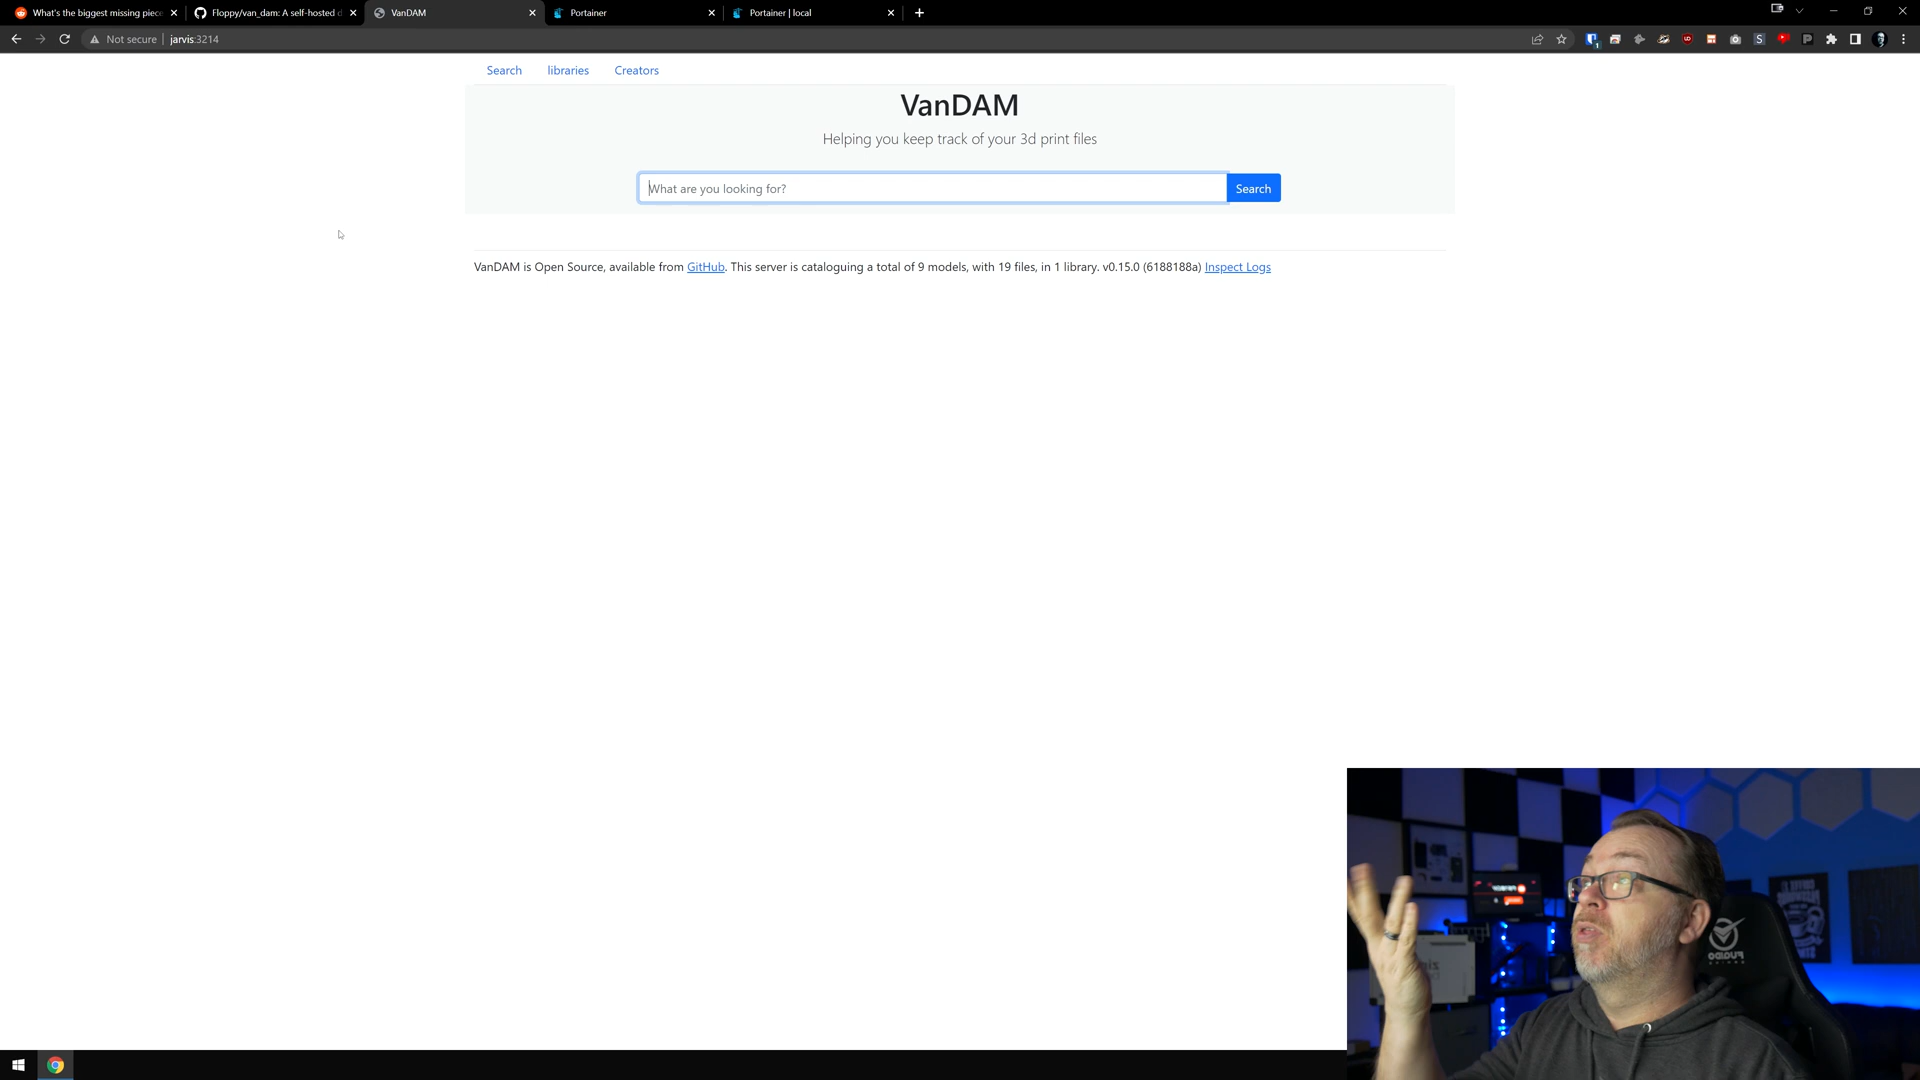 What's the biggest missing piece
Floppy/van_dam: A self-hosted d
VanDAM
Portainer
Portainer | local
Not secure
jarvis:3214
Search
libraries
Creators
VanDAM
Helping you keep track of your 3d print files
What are you looking for?
Search
VanDAM is Open Source, available from GitHub. This server is cataloguing a total of 9 models, with 19 files, in 1 library. v0.15.0 (6188188a) Inspect Logs